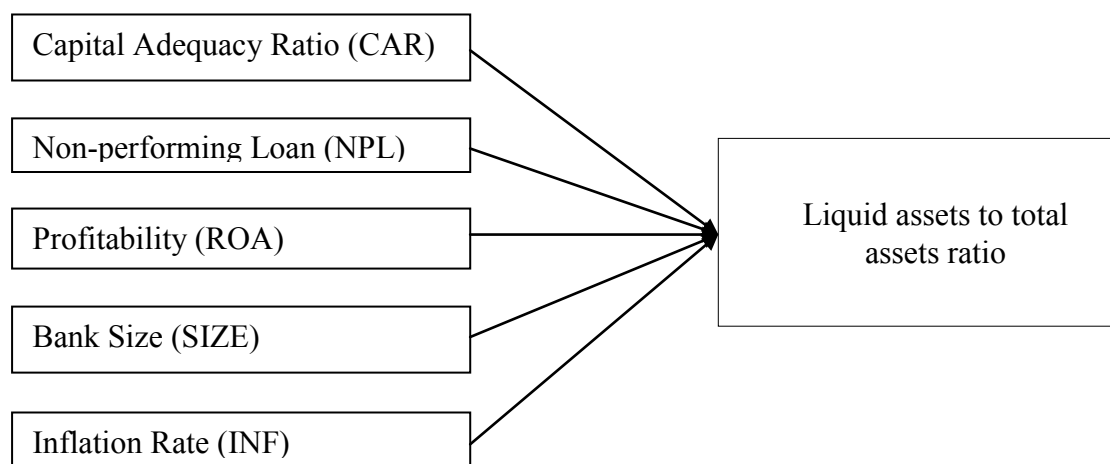 Capital Adequacy Ratio (CAR)
Non-performing Loan (NPL)
Profitability (ROA)
Bank Size (SIZE)
Inflation Rate (INF)
Liquid assets to total
assets ratio